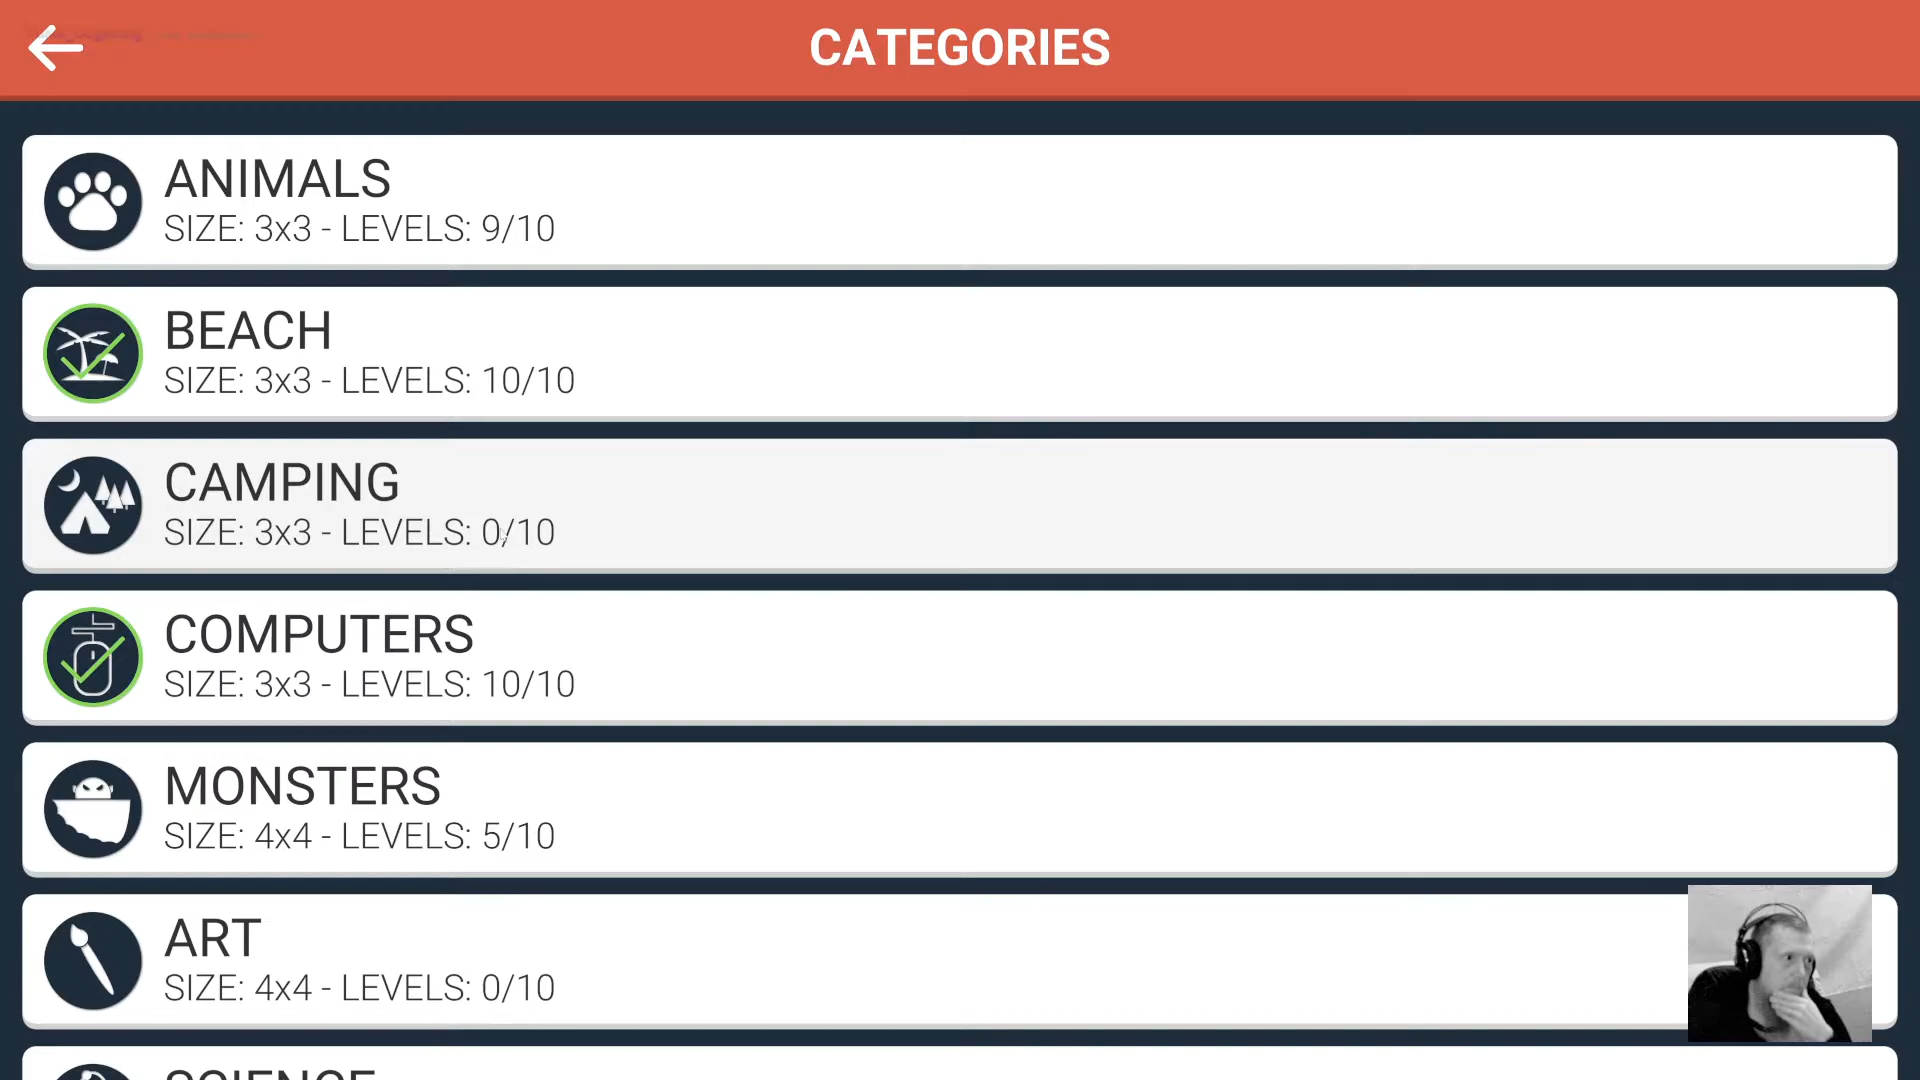 CATEGORIES
ANIMALS
SIZE: 3x3 - LEVELS: 9/10
BEACH
SIZE: 3x3 - LEVELS: 10/10
CAMPING
SIZE: 3x3 - LEVELS: 0/10
COMPUTERS
SIZE: 3x3 - LEVELS: 10/10
MONSTERS
SIZE: 4x4 - LEVELS: 5/10
ART
SIZE: 4x4 - LEVELS: 0/10
SCIENCE